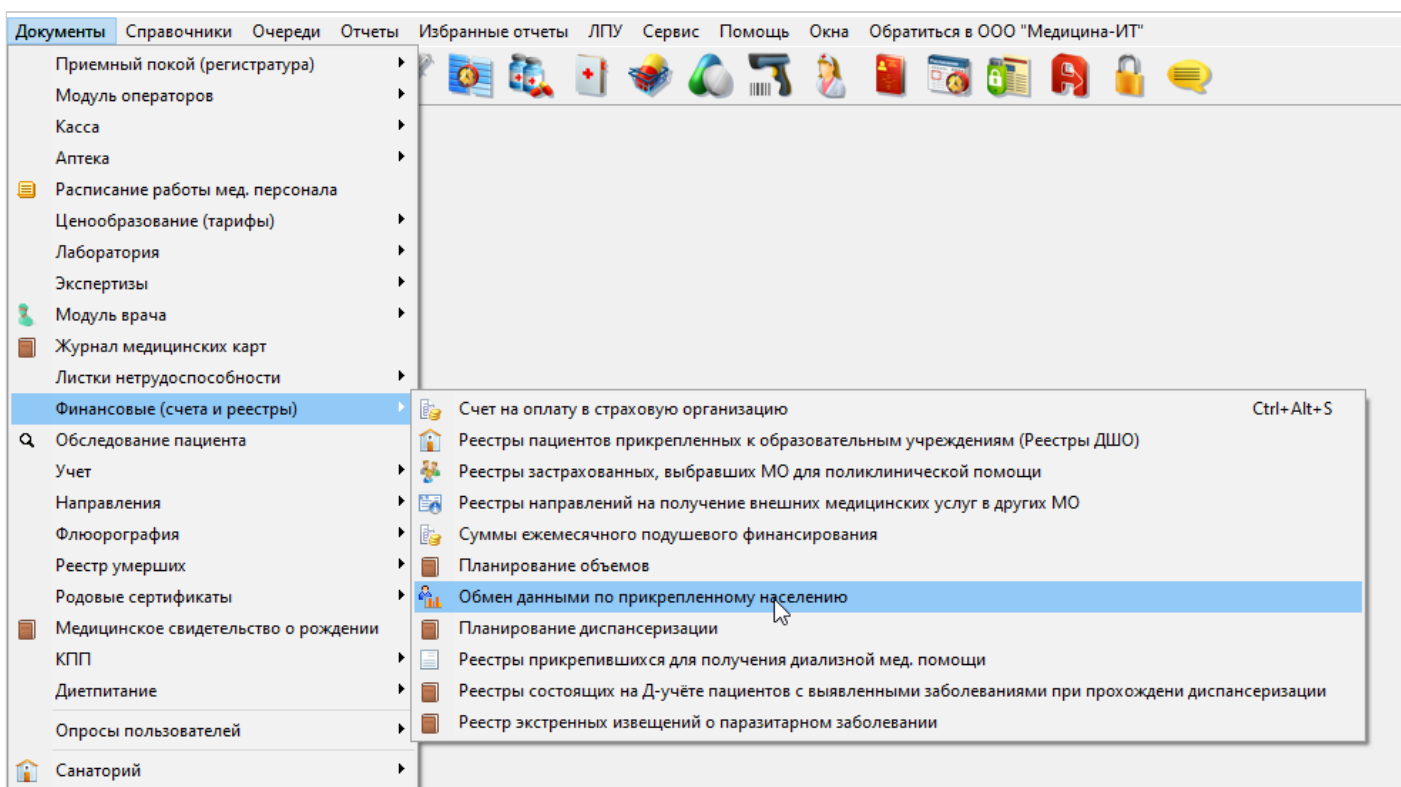 Документы Справочники Очереди Отчеты Избранные отчеты ЛПУ Сервис Помощь Окна Обратиться в ООО "Медицина-ИТ"
Приемный покой (регистратура)
Модуль операторов
Касса
Аптека
Расписание работы мед. персонала
Ценообразование (тарифы)
Лаборатория
Экспертизы
Модуль врача
Журнал медицинских карт
Листки нетрудоспособности
Финансовые (счета и реестры)
Обследование пациента
Учет
Направления
Флюорография
Реестр умерших
Родовые сертификаты
Медицинское свидетельство о рождении
КПП
Диетпитание
Опросы пользователей
Санаторий
Счет на оплату в страховую организацию Ctrl+Alt+S
Реестры пациентов прикрепленных к образовательным учреждениям (Реестры ДШО)
Реестры застрахованных, выбравших МО для поликлинической помощи
Реестры направлений на получение внешних медицинских услуг в других МО
Суммы ежемесячного подушевого финансирования
Планирование объемов
Обмен данными по прикрепленному населению
Планирование диспансеризации
Реестры прикрепившихся для получения диализной мед. помощи
Реестры состоящих на Д-учёте пациентов с выявленными заболеваниями при прохождени диспансеризации
Реестр экстренных извещений о паразитарном заболевании